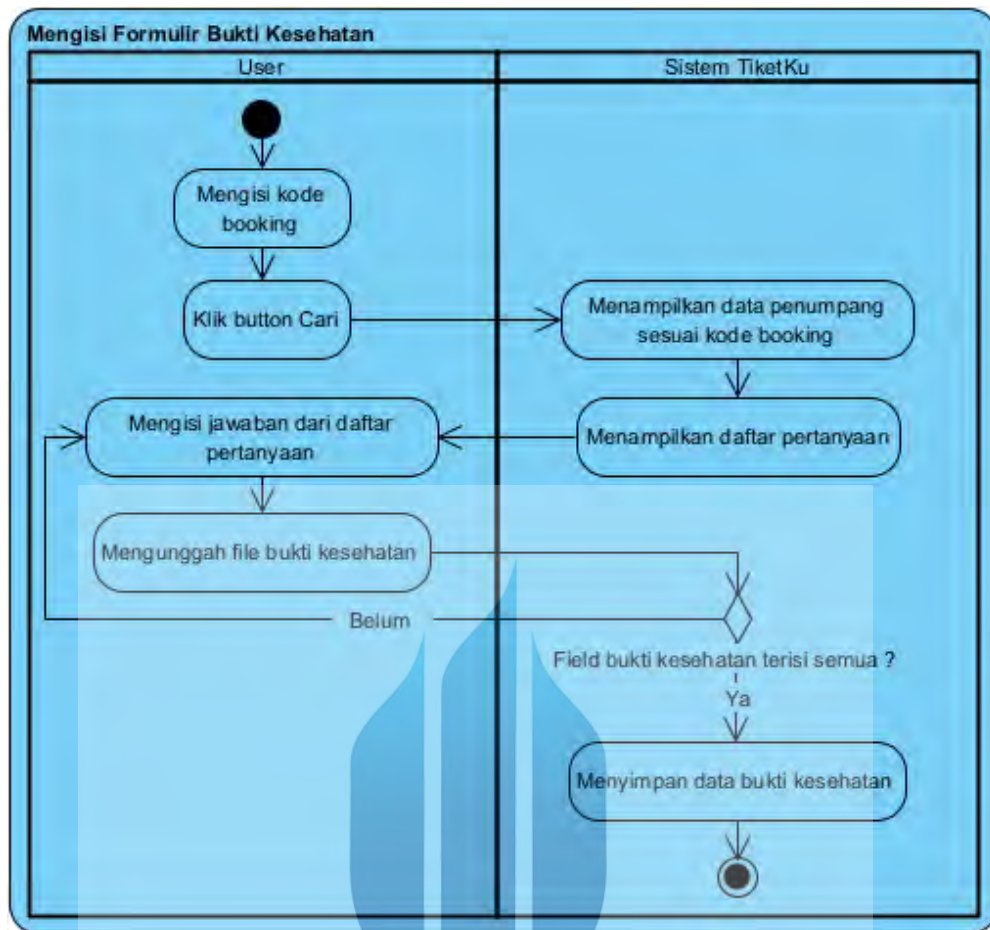 Mengisi Formulir Bukti Kesehatan
User
Sistem TiketKu
Mengisi kode
booking
Klik button Cari
Menampilkan data penumpang
sesuai kode booking
Mengisi jawaban dari daftar
pertanyaan
Menampilkan daftar pertanyaan
Mengunggah file bukti kesehatan
Belum
Field bukti kesehatan terisi semua ?
Ya
Menyimpan data bukti kesehatan